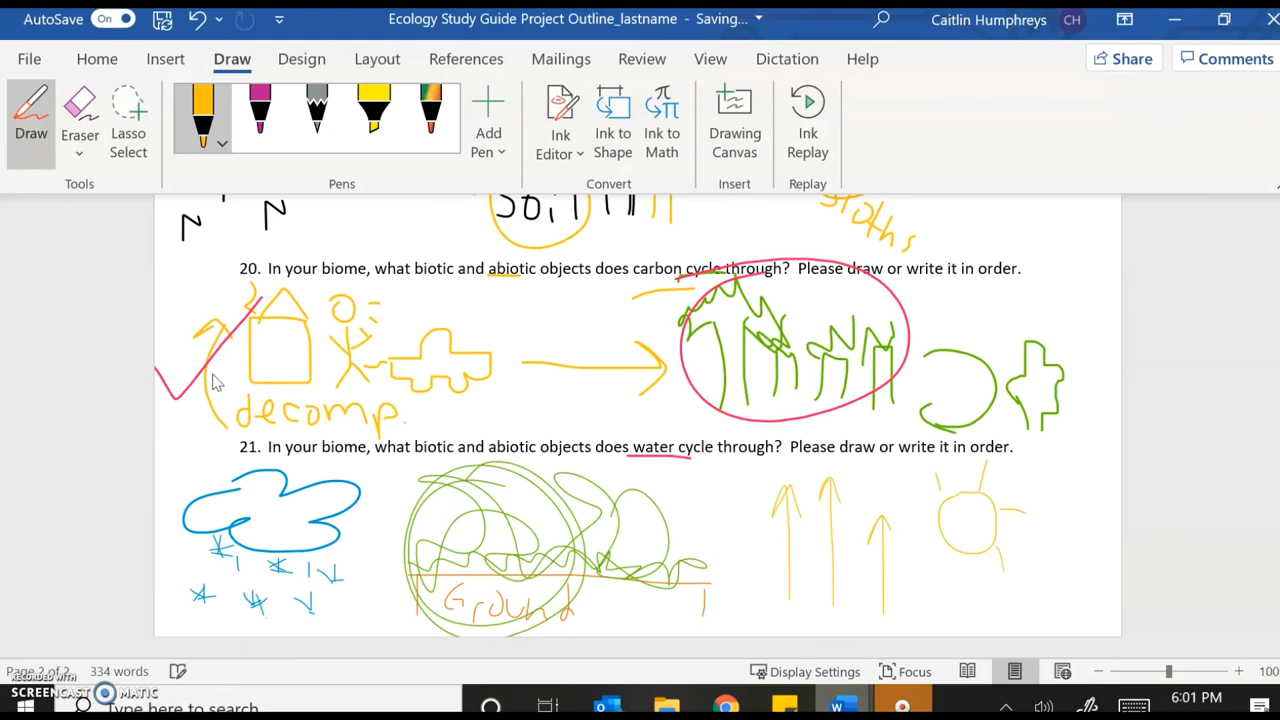 AutoSave On Ecology Study Guide Project Outline_lastname - Saving... Caitlin Humphreys CH
File Home Insert Draw Design Layout References Mailings Review View Dictation Help Share Comments
Draw Eraser Lasso Select Add Pen Ink Editor Ink to Shape Ink to Math Drawing Canvas Ink Replay
Tools Pens Convert Insert Replay
N N Soil sloths
20. In your biome, what biotic and abiotic objects does carbon cycle through? Please draw or write it in order.
decomp.
21. In your biome, what biotic and abiotic objects does water cycle through? Please draw or write it in order.
Ground
Page 2 of 2 334 words Display Settings Focus 100
RECORDED WITH
SCREENCAST MATIC
Type here to search 6:01 PM